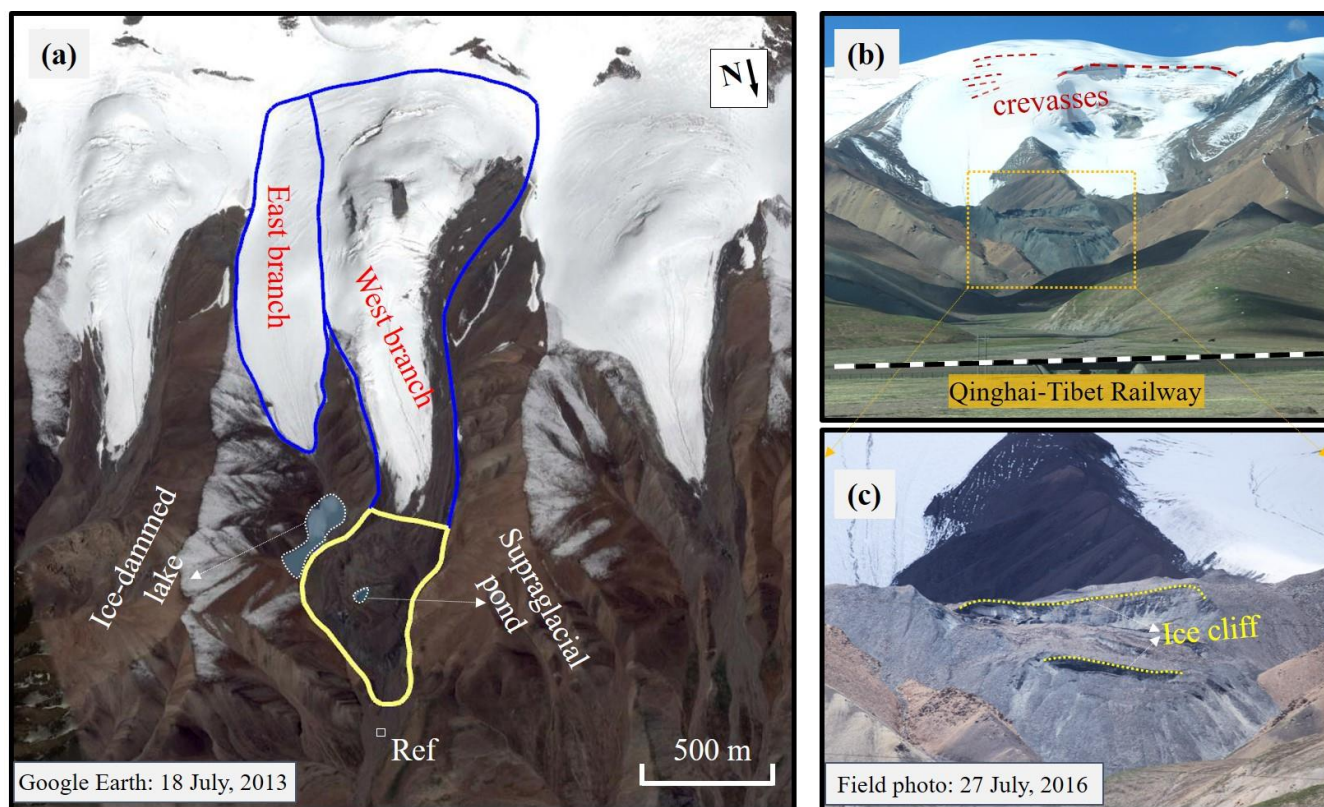 (a)
N
East branch
West branch
Ice-dammed
lake
Supraglacial
pond
Ref
500 m
Google Earth: 18 July, 2013
(b)
crevasses
Qinghai-Tibet Railway
(c)
Ice cliff
Field photo: 27 July, 2016